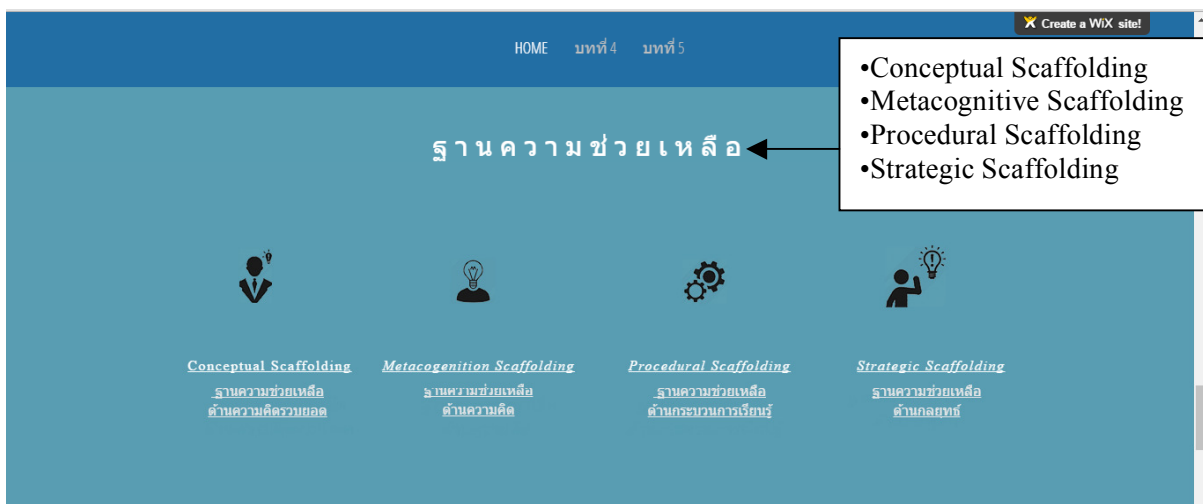 Create a WiX site!
HOME บทที่ 4 บทที่ 5
•Conceptual Scaffolding
•Metacognitive Scaffolding
•Procedural Scaffolding
•Strategic Scaffolding
ฐานความช่วยเหลือ
Conceptual Scaffolding
ฐานความช่วยเหลือ
ด้านความคิดรวบยอด
Metacogenition Scaffolding
ฐานความช่วยเหลือ
ด้านความคิด
Procedural Scaffolding
ฐานความช่วยเหลือ
ด้านกระบวนการเรียนรู้
Strategic Scaffolding
ฐานความช่วยเหลือ
ด้านกลยุทธ์